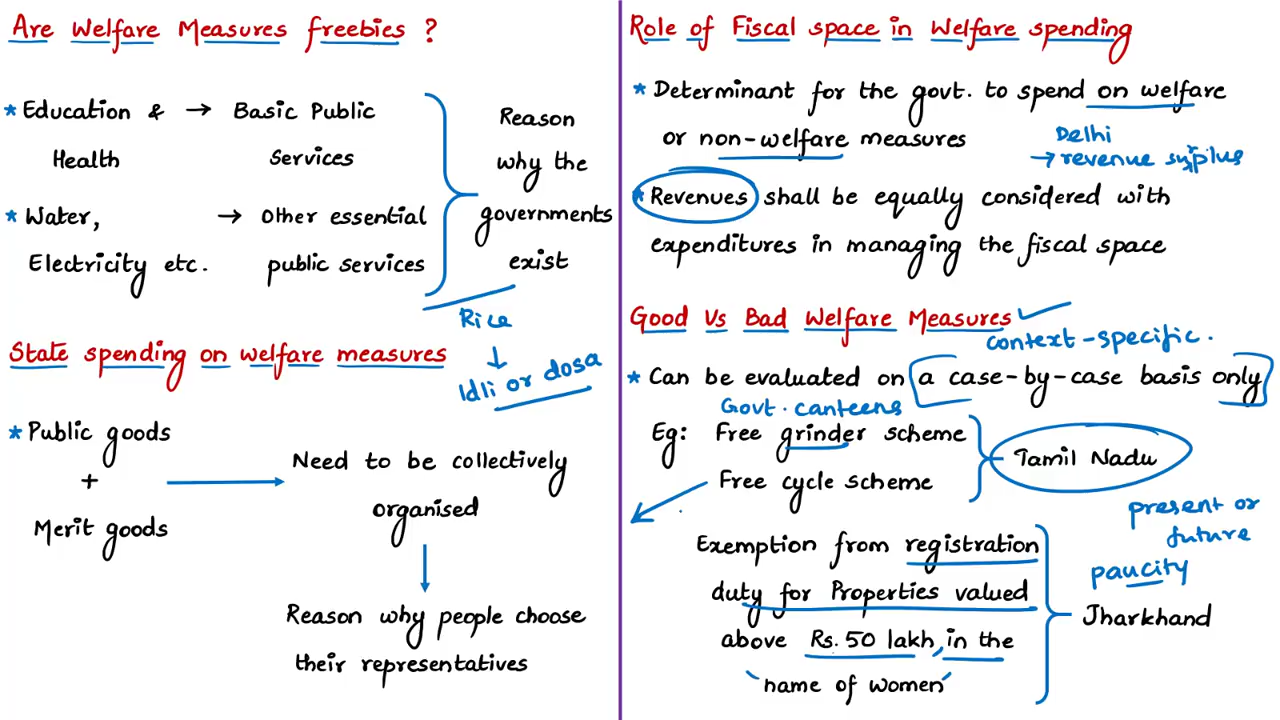 Are Welfare Measures freebies ?
* Education & → Basic Public
Health Services
* Water, → Other essential
Electricity etc. public services
Reason
why the
governments
exist
Rice
↓
Idli or dosa
State spending on welfare measures
* Public goods
+
Merit goods
Need to be collectively
organised
Reason why people choose
their representatives
Role of Fiscal space in Welfare spending
* Determinant for the govt. to spend on welfare
or non-welfare measures
Delhi
→ revenue surplus
* Revenues shall be equally considered with
expenditures in managing the fiscal space
Good Vs Bad Welfare Measures
context-specific.
* Can be evaluated on a case-by-case basis only
Govt. canteens
Eg: Free grinder scheme
Free cycle scheme
Tamil Nadu
Exemption from registration
duty for Properties valued
above Rs. 50 lakh, in the
name of women
present or
future
paucity
Jharkhand